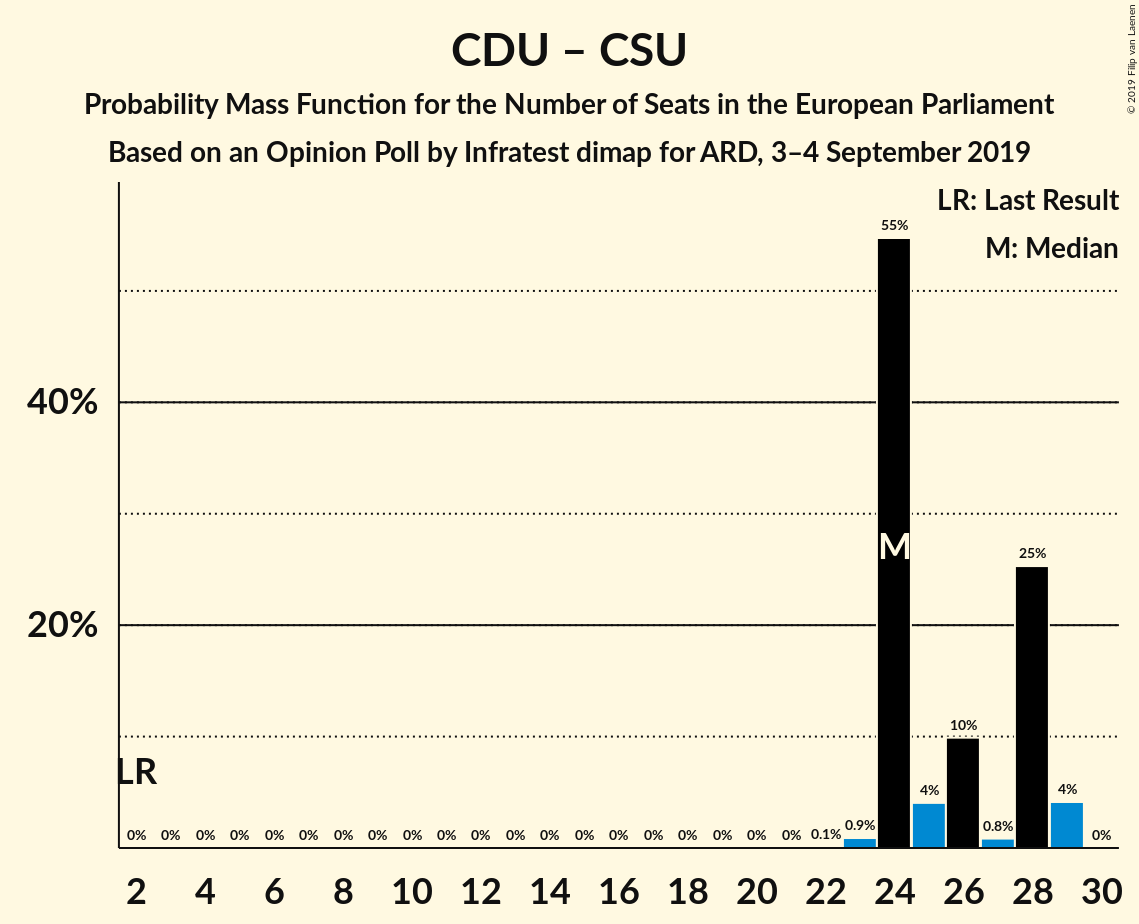 CDU – CSU
Probability Mass Function for the Number of Seats in the European Parliament
Based on an Opinion Poll by Infratest dimap for ARD, 3–4 September 2019
© 2019 Filip van Laenen
LR: Last Result
M: Median
40%
20%
LR
M
0% 0% 0% 0% 0% 0% 0% 0% 0% 0% 0% 0% 0% 0% 0% 0% 0% 0% 0% 0% 0.1% 0.9% 55% 4% 10% 0.8% 25% 4% 0%
2 4 6 8 10 12 14 16 18 20 22 24 26 28 30